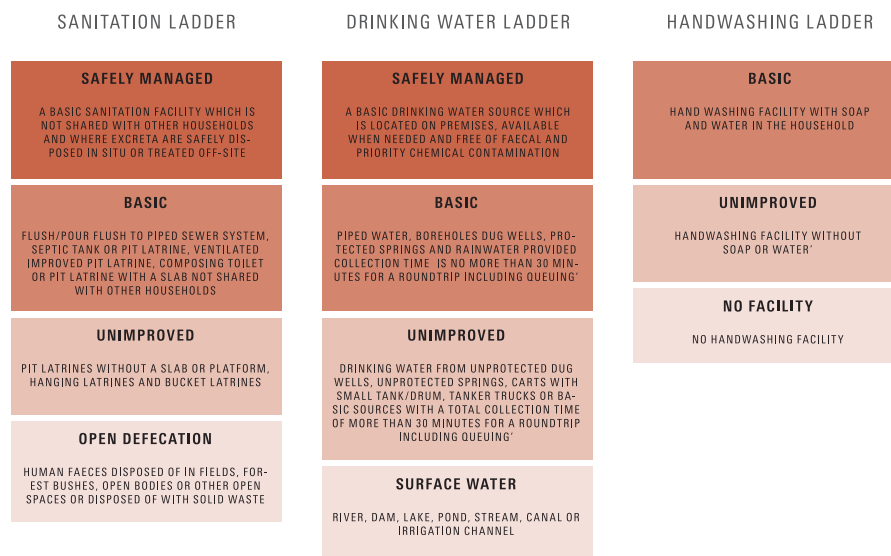 SANITATION LADDER
SAFELY MANAGED
A BASIC SANITATION FACILITY WHICH IS
NOT SHARED WITH OTHER HOUSEHOLDS
AND WHERE EXCRETA ARE SAFELY DIS-
POSED IN SITU OR TREATED OFF-SITE
BASIC
FLUSH/POUR FLUSH TO PIPED SEWER SYSTEM,
SEPTIC TANK OR PIT LATRINE, VENTILATED
IMPROVED PIT LATRINE, COMPOSING TOILET
OR PIT LATRINE WITH A SLAB NOT SHARED
WITH OTHER HOUSEHOLDS
UNIMPROVED
PIT LATRINES WITHOUT A SLAB OR PLATFORM,
HANGING LATRINES AND BUCKET LATRINES
OPEN DEFECATION
HUMAN FAECES DISPOSED OF IN FIELDS, FOR-
EST BUSHES, OPEN BODIES OR OTHER OPEN
SPACES OR DISPOSED OF WITH SOLID WASTE
DRINKING WATER LADDER
SAFELY MANAGED
A BASIC DRINKING WATER SOURCE WHICH
IS LOCATED ON PREMISES, AVAILABLE
WHEN NEEDED AND FREE OF FAECAL AND
PRIORITY CHEMICAL CONTAMINATION
BASIC
PIPED WATER, BOREHOLES DUG WELLS, PRO-
TECTED SPRINGS AND RAINWATER PROVIDED
COLLECTION TIME IS NO MORE THAN 30 MIN-
UTES FOR A ROUNDTRIP INCLUDING QUEUING'
UNIMPROVED
DRINKING WATER FROM UNPROTECTED DUG
WELLS, UNPROTECTED SPRINGS, CARTS WITH
SMALL TANK/DRUM, TANKER TRUCKS OR BA-
SIC SOURCES WITH A TOTAL COLLECTION TIME
OF MORE THAN 30 MINUTES FOR A ROUNDTRIP
INCLUDING QUEUING'
SURFACE WATER
RIVER, DAM, LAKE, POND, STREAM, CANAL OR
IRRIGATION CHANNEL
HANDWASHING LADDER
BASIC
HAND WASHING FACILITY WITH SOAP
AND WATER IN THE HOUSEHOLD
UNIMPROVED
HANDWASHING FACILITY WITHOUT
SOAP OR WATER'
NO FACILITY
NO HANDWASHING FACILITY